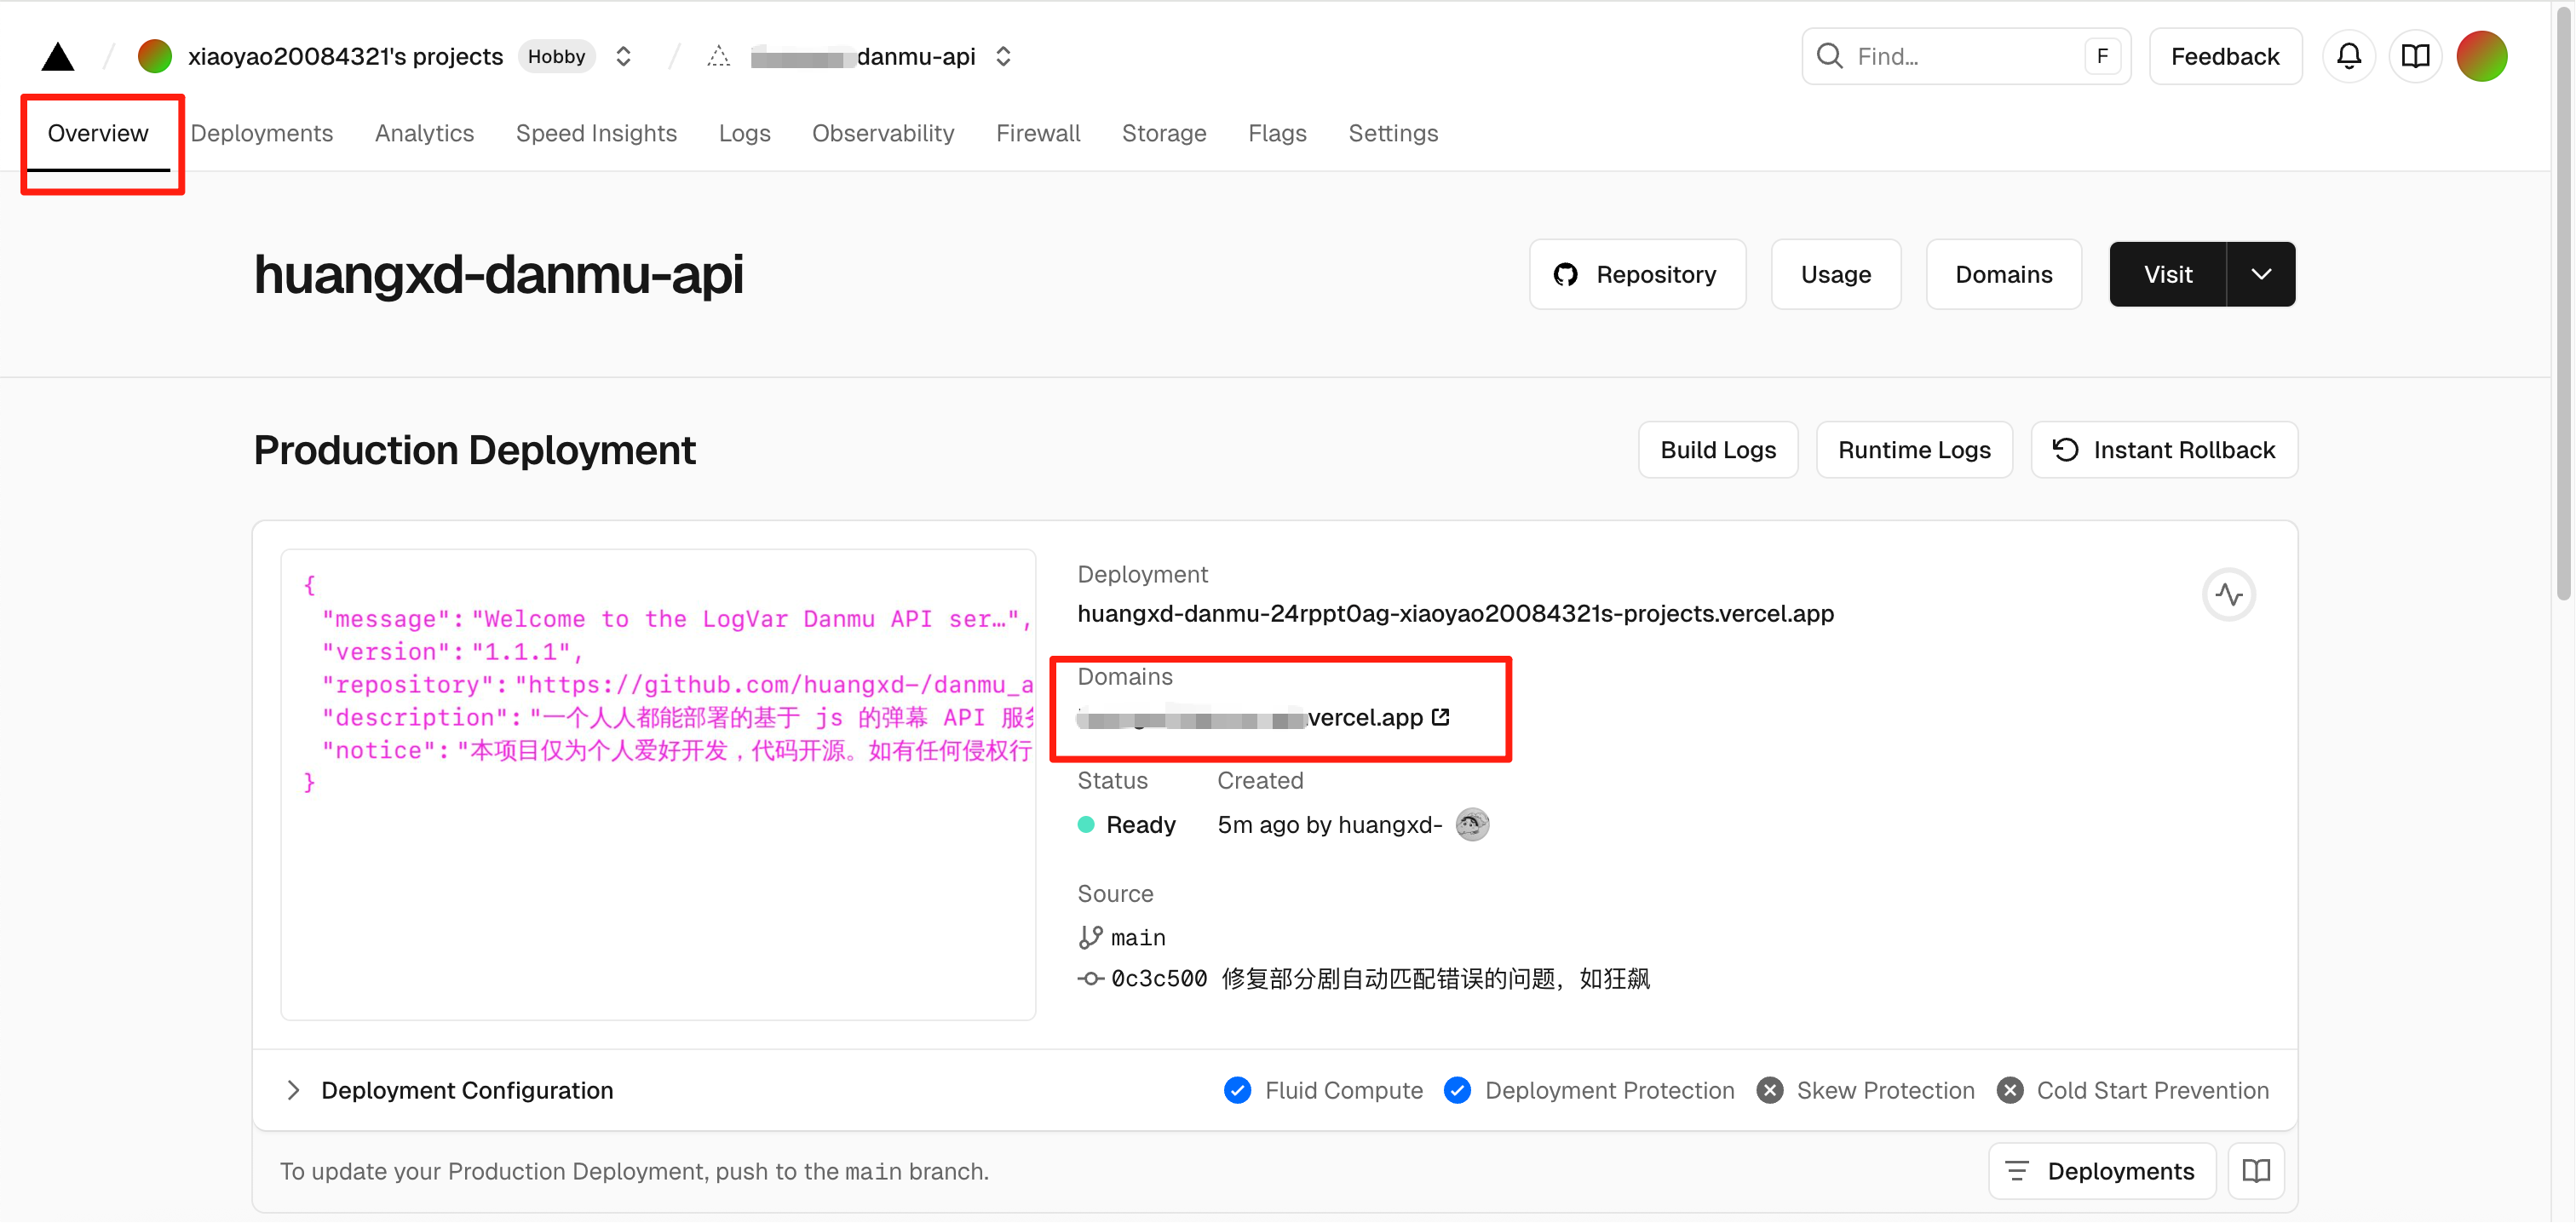 xiaoyao20084321's projects Hobby danmu-api Find... F Feedback
Overview Deployments Analytics Speed Insights Logs Observability Firewall Storage Flags Settings
huangxd-danmu-api Repository Usage Domains Visit
Production Deployment Build Logs Runtime Logs Instant Rollback
{
"message": "Welcome to the LogVar Danmu API ser…",
"version": "1.1.1",
"repository": "https://github.com/huangxd-/danmu_a
"description": "一个人人都能部署的基于 js 的弹幕 API 服
"notice": "本项目仅为个人爱好开发，代码开源。如有任何侵权行
}
Deployment
huangxd-danmu-24rppt0ag-xiaoyao20084321s-projects.vercel.app
Domains
.vercel.app
Status Created
Ready 5m ago by huangxd-
Source
main
0c3c500 修复部分剧自动匹配错误的问题，如狂飙
Deployment Configuration Fluid Compute Deployment Protection Skew Protection Cold Start Prevention
To update your Production Deployment, push to the main branch. Deployments